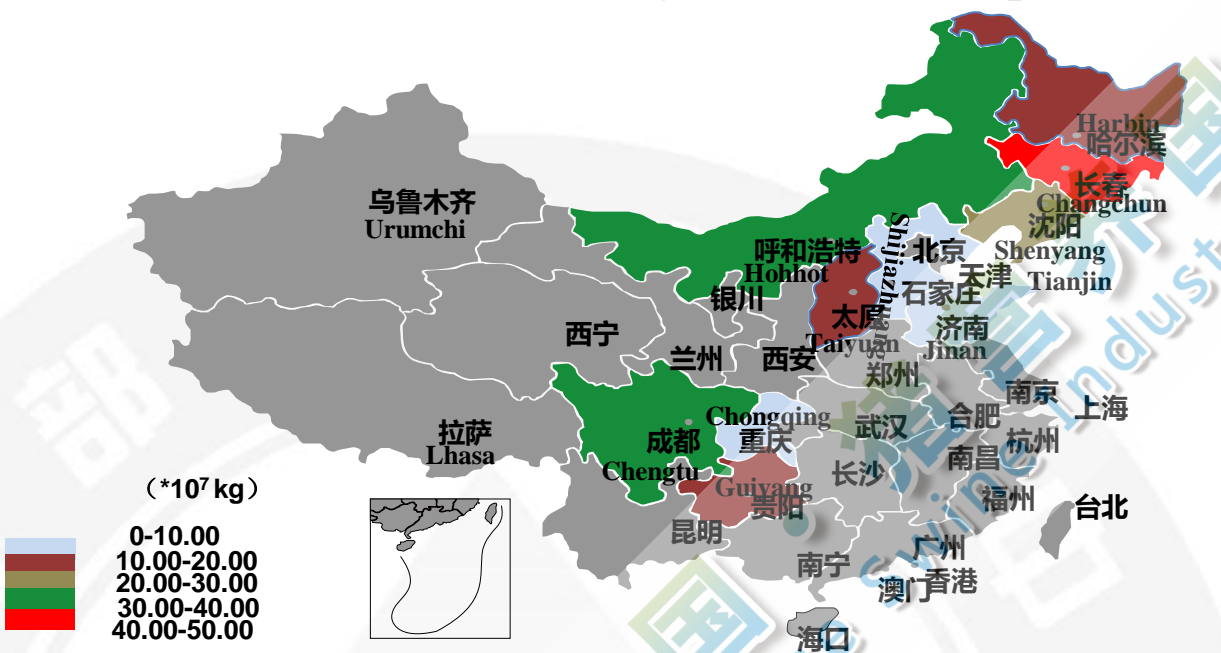 Harbin
哈尔滨
长春
Changchun
乌鲁木齐
Urumchi
沈阳
Shenyang
呼和浩特
Hohhot
Shijiazhuang
北京
天津
Tianjin
银川
石家庄
太原
Taiyuan
济南
Jinan
西宁
兰州
西安
郑州
南京
上海
Chongqing
重庆
武汉
合肥
杭州
拉萨
Lhasa
成都
Chengtu
南昌
长沙
Guiyang
贵阳
福州
台北
昆明
广州
南宁
澳门
香港
海口
(*10⁷ kg)
0-10.00
10.00-20.00
20.00-30.00
30.00-40.00
40.00-50.00